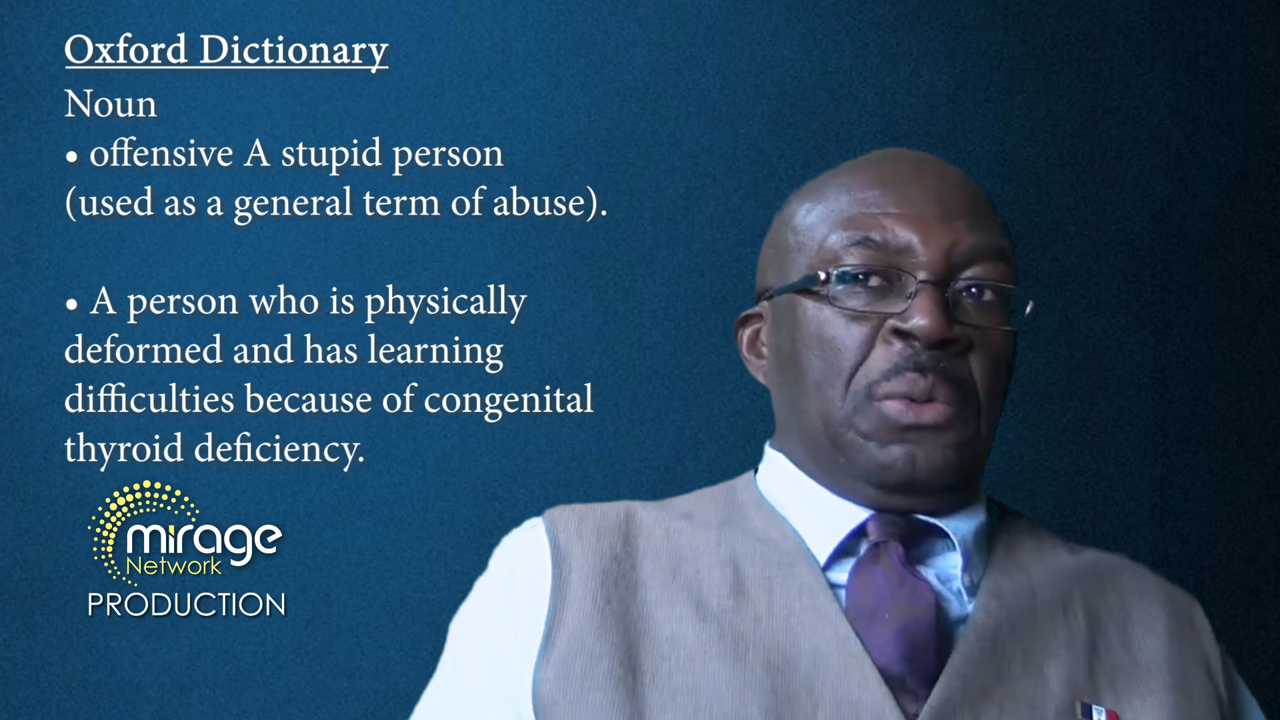 Oxford Dictionary
Noun
• offensive A stupid person
(used as a general term of abuse).
• A person who is physically
deformed and has learning
difficulties because of congenital
thyroid deficiency.
mirage
Network
PRODUCTION